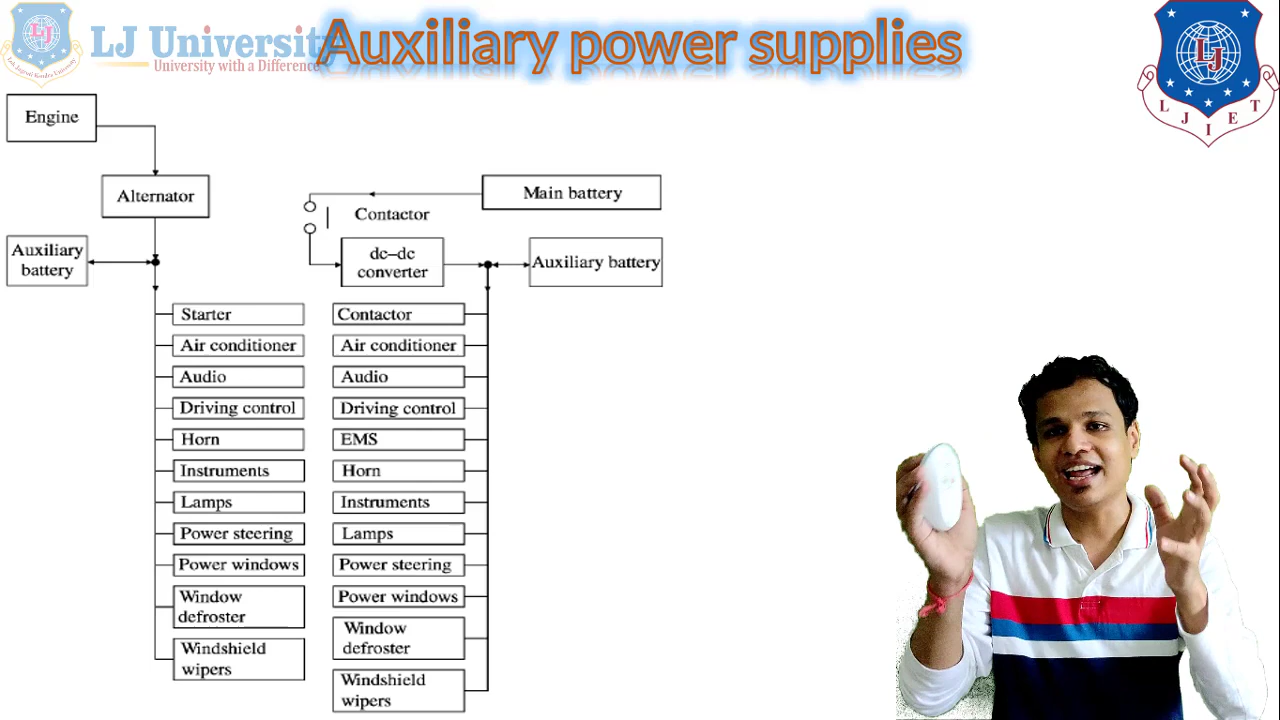 LJ University
University with a Difference
Auxiliary power supplies
LJ
L J I E T
Engine
Alternator
Auxiliary
battery
Starter
Air conditioner
Audio
Driving control
Horn
Instruments
Lamps
Power steering
Power windows
Window
defroster
Windshield
wipers
Main battery
Contactor
dc–dc
converter
Auxiliary battery
Contactor
Air conditioner
Audio
Driving control
EMS
Horn
Instruments
Lamps
Power steering
Power windows
Window
defroster
Windshield
wipers